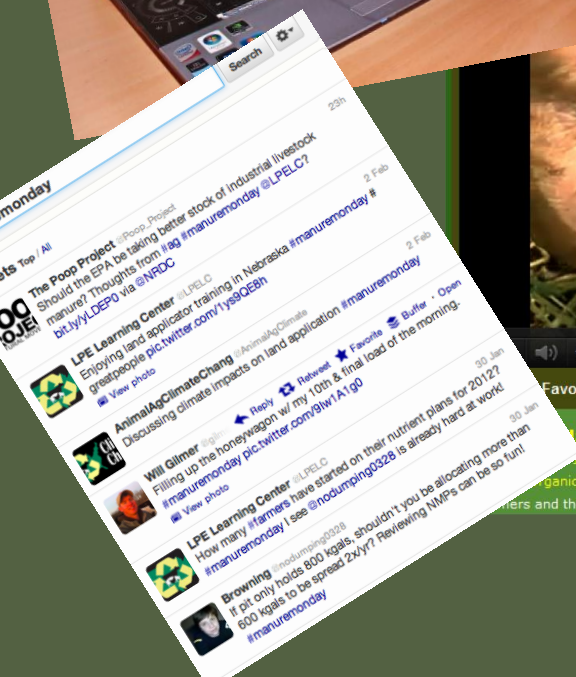 Search
monday
ets Top / All
23h
The Poop Project @Poop_Project
Should the EPA be taking better stock of industrial livestock
manure? Thoughts from #ag #manuremonday @LPELC?
bit.ly/yLDEP0 via @NRDC
2 Feb
LPE Learning Center @LPELC
Enjoying land applicator training in Nebraska #manuremonday #
greatpeople pic.twitter.com/1ys9QE8h
View photo
2 Feb
AnimalAgClimateChang @AnimalAgClimate
Discussing climate impacts on land application #manuremonday
Reply Retweet Favorite Buffer · Open
Will Gilmer
Filling up the honeywagon w/ my 10th & final load of the morning.
#manuremonday pic.twitter.com/9Iw1A1g0
View photo
30 Jan
LPE Learning Center @LPELC
How many #farmers have started on their nutrient plans for 2012?
#manuremonday I see @nodumping0328 is already hard at work!
30 Jan
Browning @nodumping0328
If pit only holds 800 kgals, shouldn't you be allocating more than
600 kgals to be spread 2x/yr? Reviewing NMPs can be so fun!
#manuremonday
Favo
rganic
mers and th